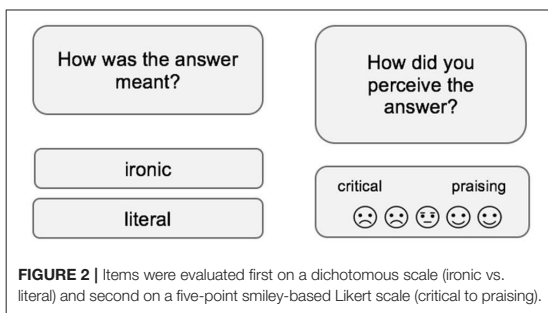 How was the answer
meant?
ironic
literal
How did you
perceive the
answer?
critical praising
FIGURE 2 | Items were evaluated first on a dichotomous scale (ironic vs.
literal) and second on a five-point smiley-based Likert scale (critical to praising).